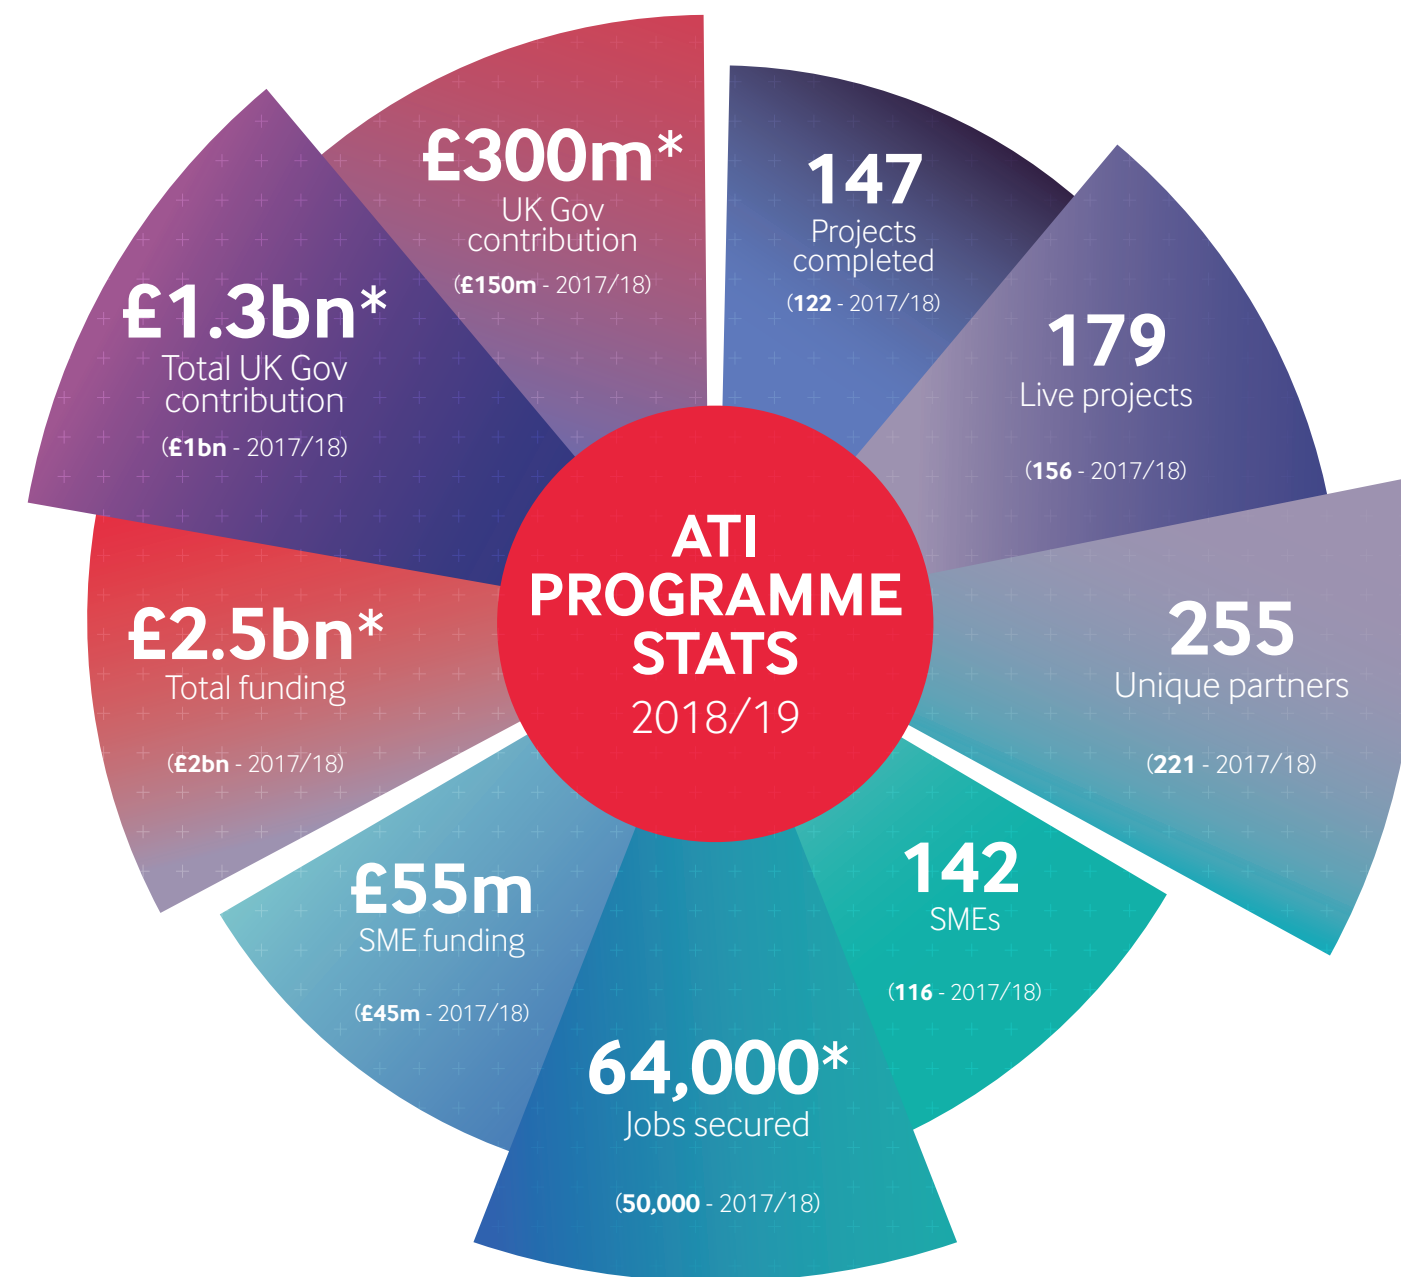 ATI
PROGRAMME
STATS
2018/19
147
Projects
completed
(122 - 2017/18)
179
Live projects
(156 - 2017/18)
255
Unique partners
(221 - 2017/18)
142
SMEs
(116 - 2017/18)
64,000*
Jobs secured
(50,000 - 2017/18)
£55m
SME funding
(£45m - 2017/18)
£2.5bn*
Total funding
(£2bn - 2017/18)
£1.3bn*
Total UK Gov
contribution
(£1bn - 2017/18)
£300m*
UK Gov
contribution
(£150m - 2017/18)